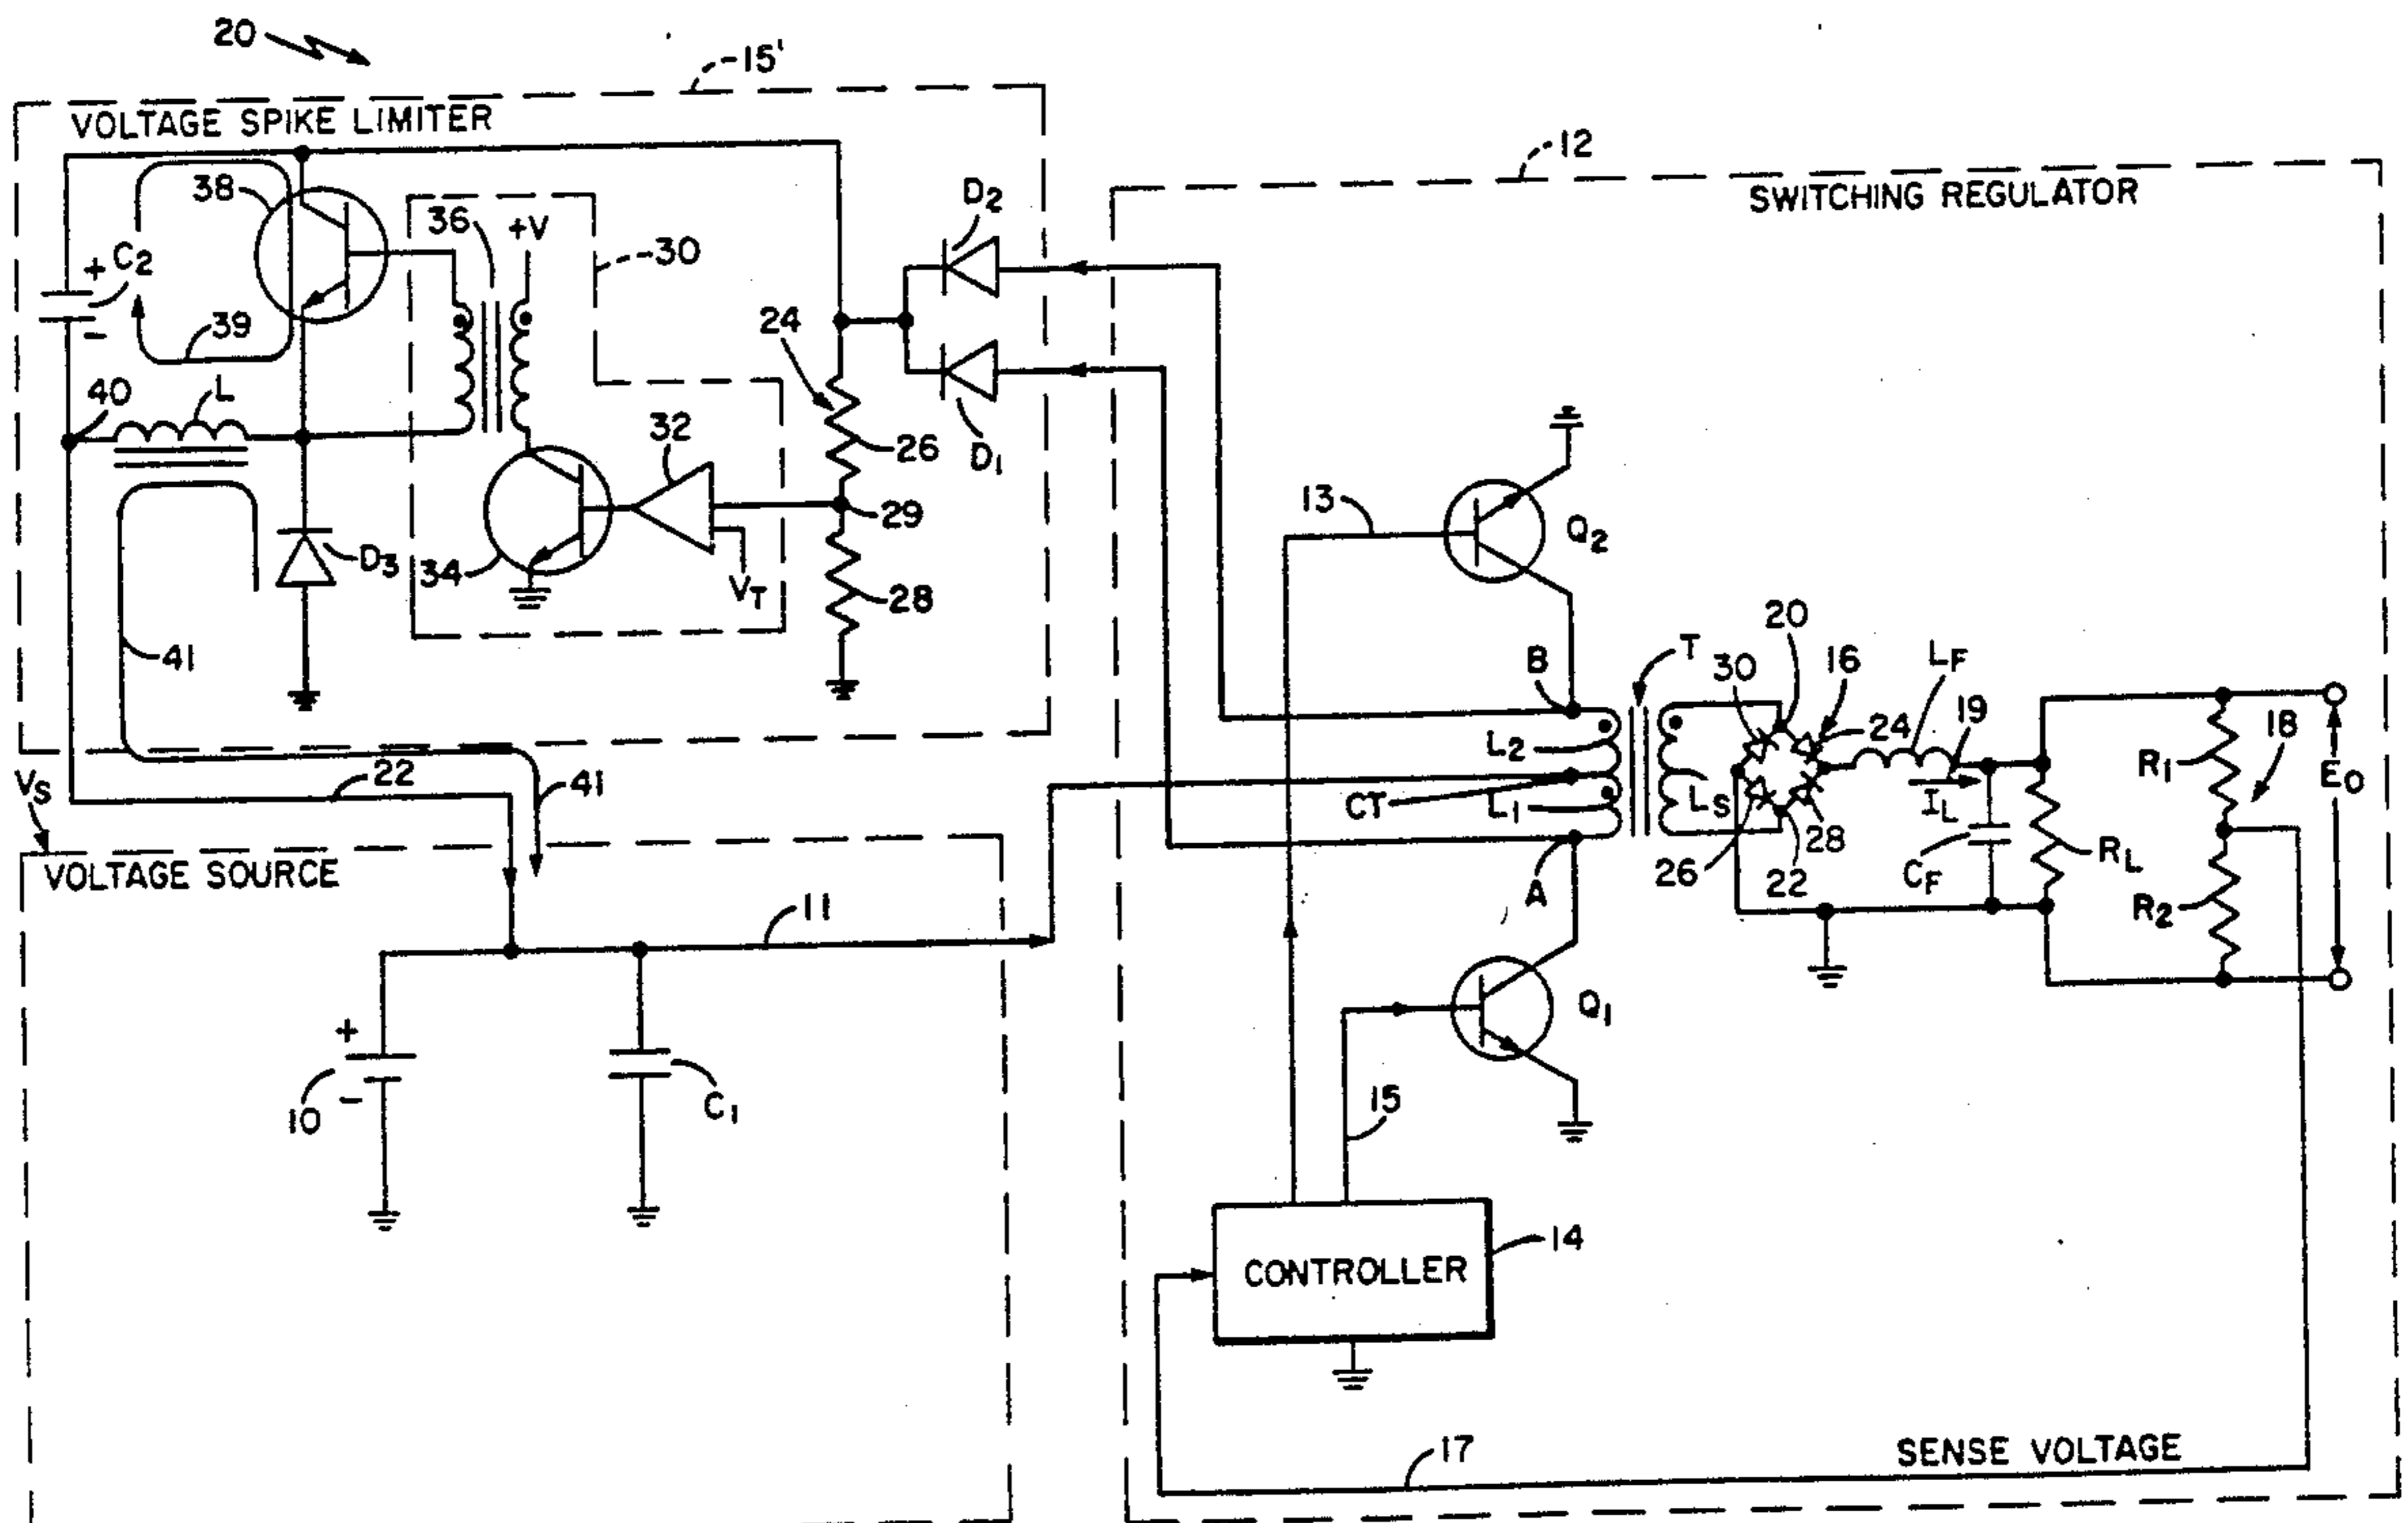 20
15'
VOLTAGE SPIKE LIMITER
12
SWITCHING REGULATOR
38
36
+V
30
D2
+
C2
-
39
24
40
L
32
26
D1
29
13
Q2
D3
34
VT
28
41
20
B
T
30
16
LF
19
24
18
L2
R1
E0
VS
22
41
CT
L1
LS
IL
VOLTAGE SOURCE
A
26
22
28
CF
RL
R2
11
+
10
-
C1
Q1
15
CONTROLLER
14
17
SENSE VOLTAGE